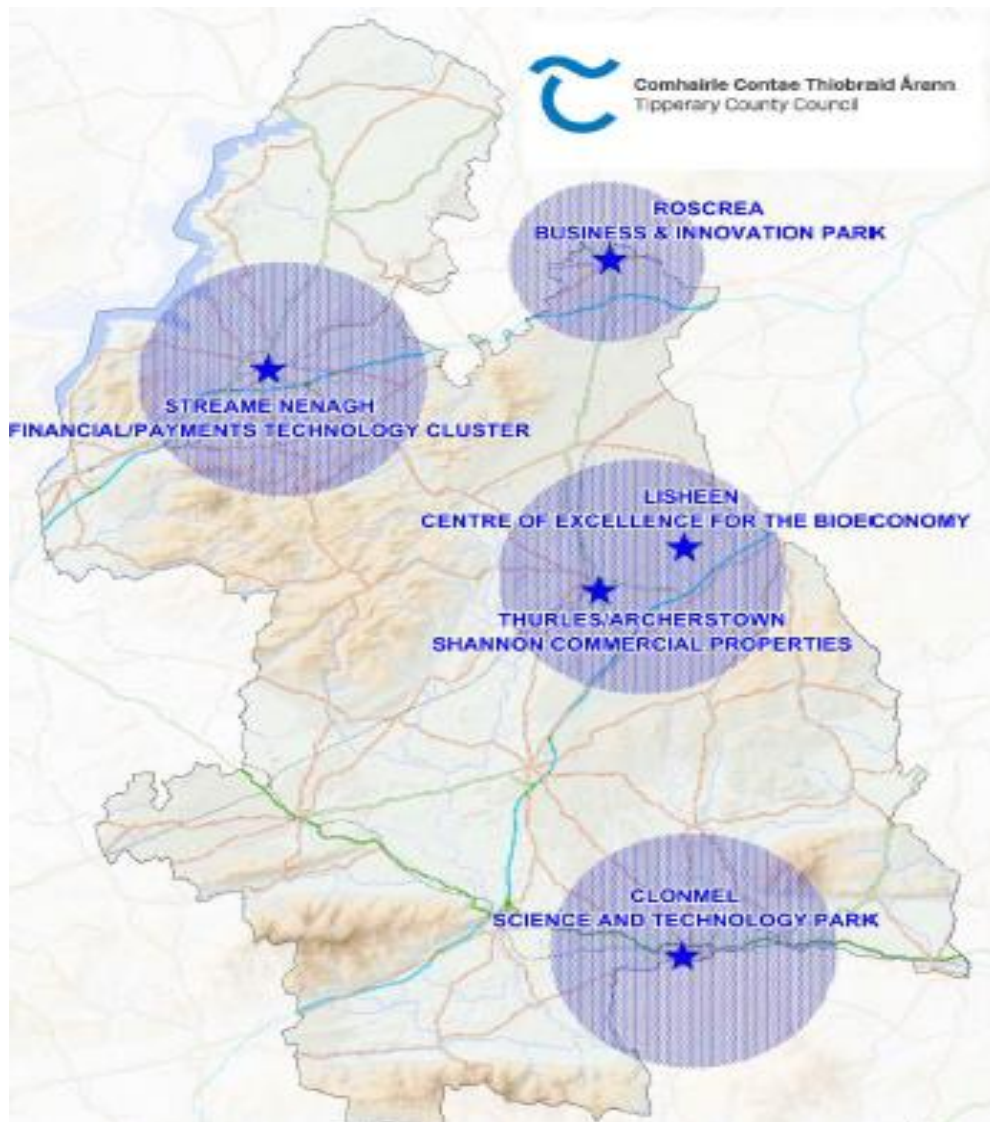 Comhairle Contae Thiobraid Árann
Tipperary County Council
ROSCREA
BUSINESS & INNOVATION PARK
STREAME NENAGH
FINANCIAL/PAYMENTS TECHNOLOGY CLUSTER
LISHEEN
CENTRE OF EXCELLENCE FOR THE BIOECONOMY
THURLES/ARCHERSTOWN
SHANNON COMMERCIAL PROPERTIES
CLONMEL
SCIENCE AND TECHNOLOGY PARK